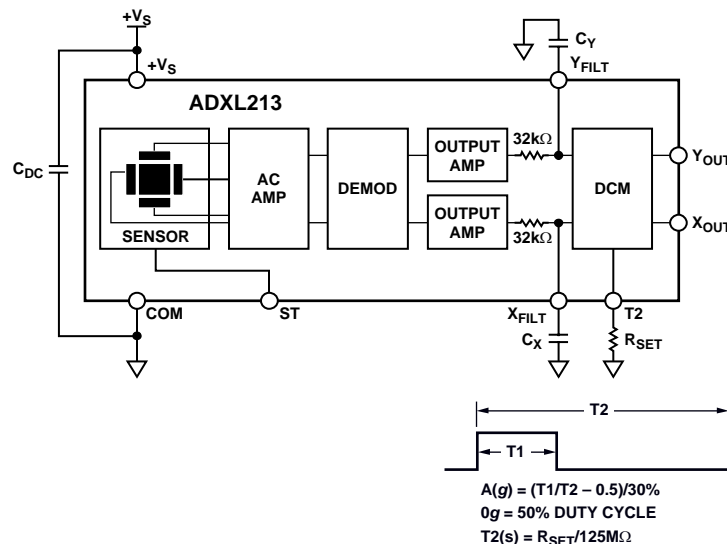 +VS
+VS
CY
YFILT
ADXL213
CDC
SENSOR
AC
AMP
DEMOD
OUTPUT
AMP
32kΩ
OUTPUT
AMP
32kΩ
DCM
YOUT
XOUT
COM
ST
XFILT
T2
CX
RSET
T2
T1
A(g) = (T1/T2 – 0.5)/30%
0g = 50% DUTY CYCLE
T2(s) = RSET/125MΩ